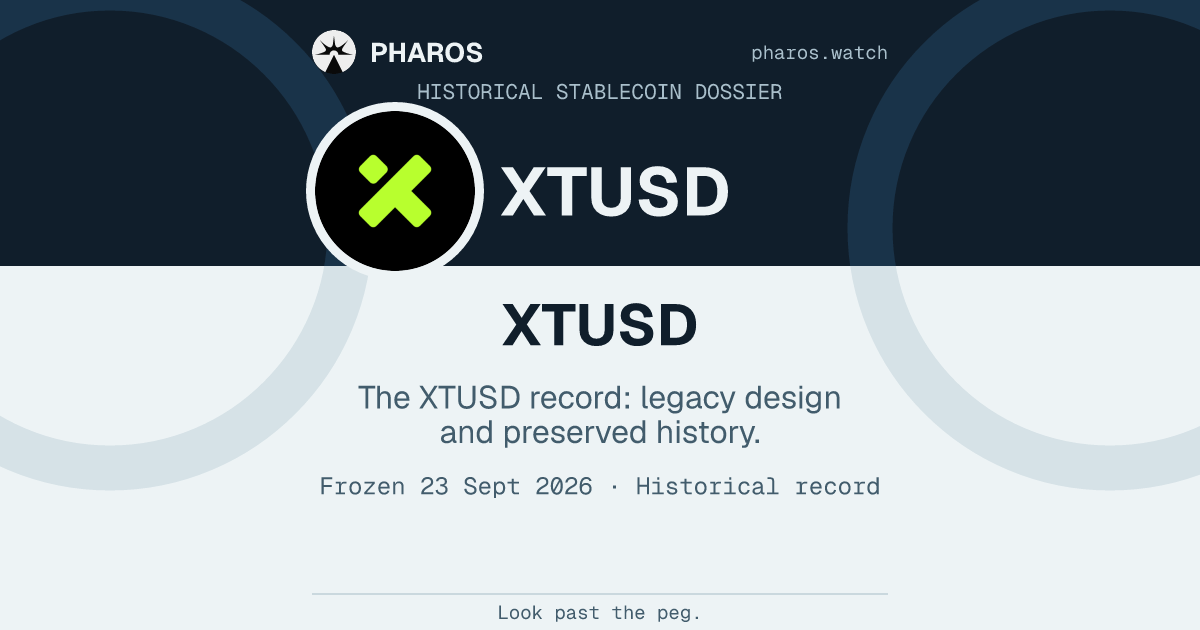 PHAROS
pharos.watch
HISTORICAL STABLECOIN DOSSIER
XTUSD
XTUSD
The XTUSD record: legacy design
and preserved history.
Frozen 23 Sept 2026 · Historical record
Look past the peg.